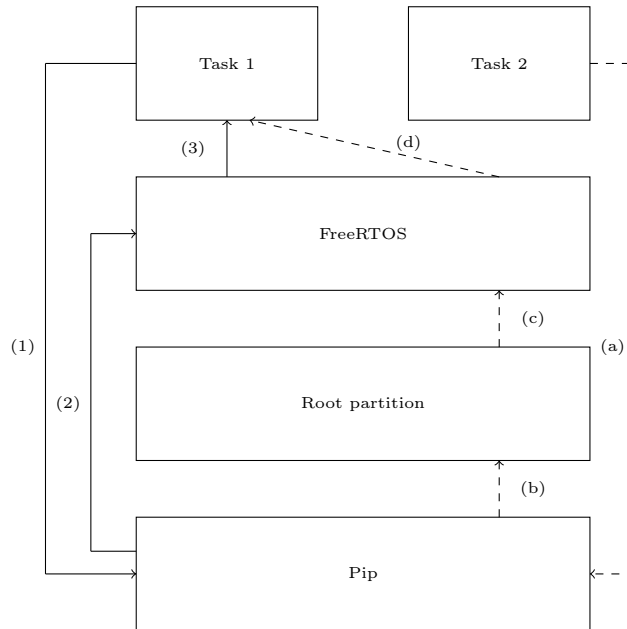 Task 1
Task 2
(3)
(d)
FreeRTOS
(c)
(1)
(a)
(2)
Root partition
(b)
Pip